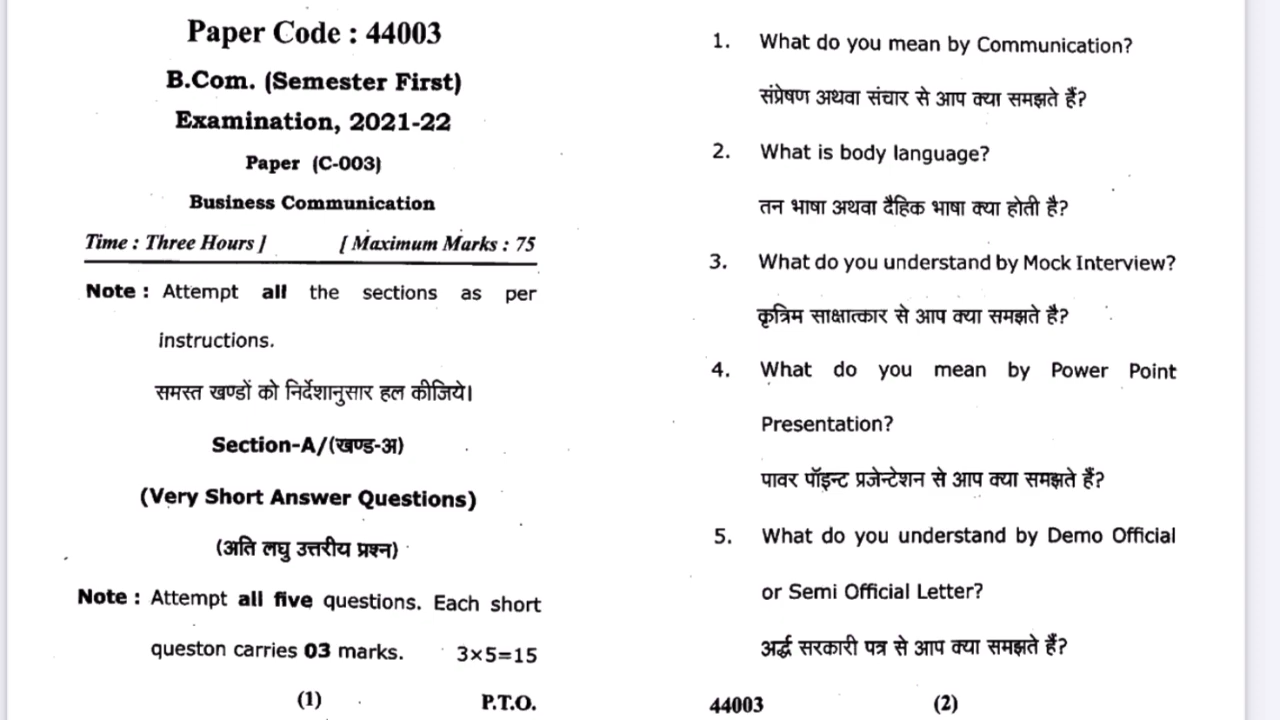 Paper Code : 44003
B.Com. (Semester First)
Examination, 2021-22
Paper (C-003)
Business Communication
Time : Three Hours ] [ Maximum Marks : 75
Note : Attempt all the sections as per
instructions.
समस्त खण्डों को निर्देशानुसार हल कीजिये।
Section-A/(खण्ड-अ)
(Very Short Answer Questions)
(अति लघु उत्तरीय प्रश्न)
Note : Attempt all five questions. Each short
queston carries 03 marks. 3×5=15
(1) P.T.O.
1. What do you mean by Communication?
संप्रेषण अथवा संचार से आप क्या समझते हैं?
2. What is body language?
तन भाषा अथवा दैहिक भाषा क्या होती है?
3. What do you understand by Mock Interview?
कृत्रिम साक्षात्कार से आप क्या समझते है?
4. What do you mean by Power Point
Presentation?
पावर पॉइन्ट प्रजेन्टेशन से आप क्या समझते हैं?
5. What do you understand by Demo Official
or Semi Official Letter?
अर्द्ध सरकारी पत्र से आप क्या समझते हैं?
44003 (2)